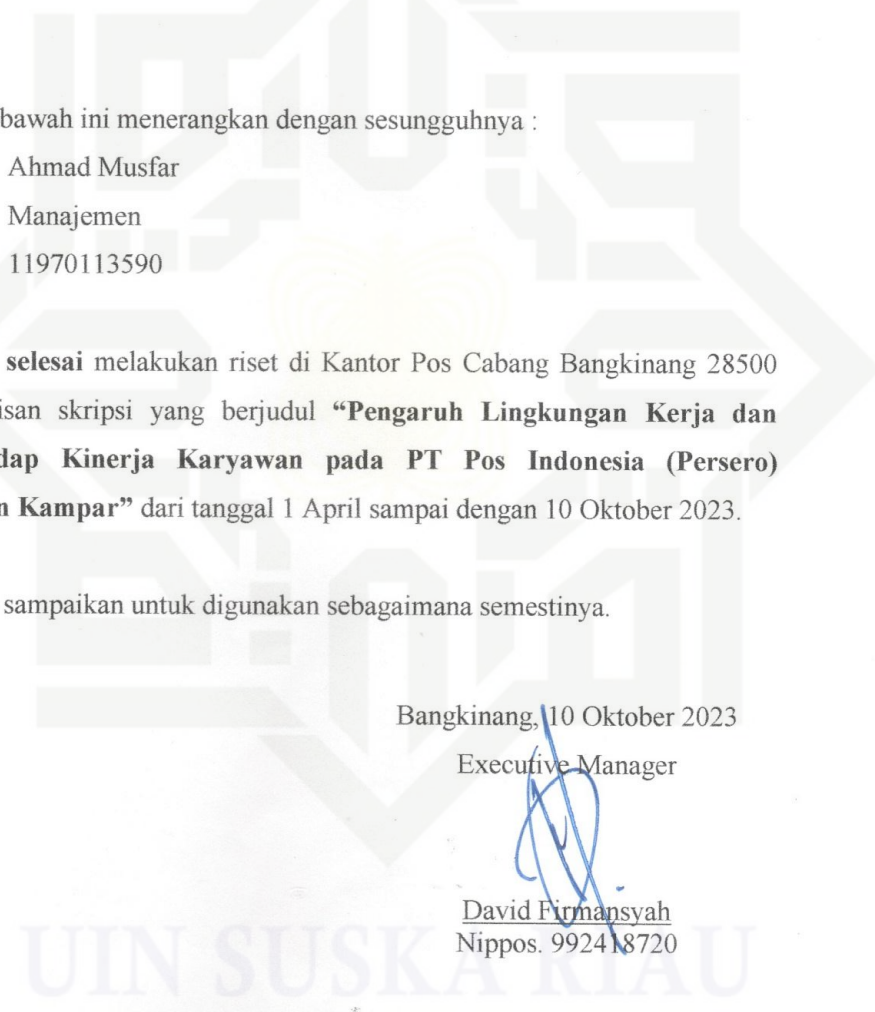 bawah ini menerangkan dengan sesungguhnya :
Ahmad Musfar
Manajemen
11970113590
selesai melakukan riset di Kantor Pos Cabang Bangkinang 28500
isan skripsi yang berjudul “Pengaruh Lingkungan Kerja dan
dap Kinerja Karyawan pada PT Pos Indonesia (Persero)
n Kampar” dari tanggal 1 April sampai dengan 10 Oktober 2023.
sampaikan untuk digunakan sebagaimana semestinya.
Bangkinang, 10 Oktober 2023
Executive Manager
David Firmansyah
Nippos. 992418720
UIN SUSKA RIAU